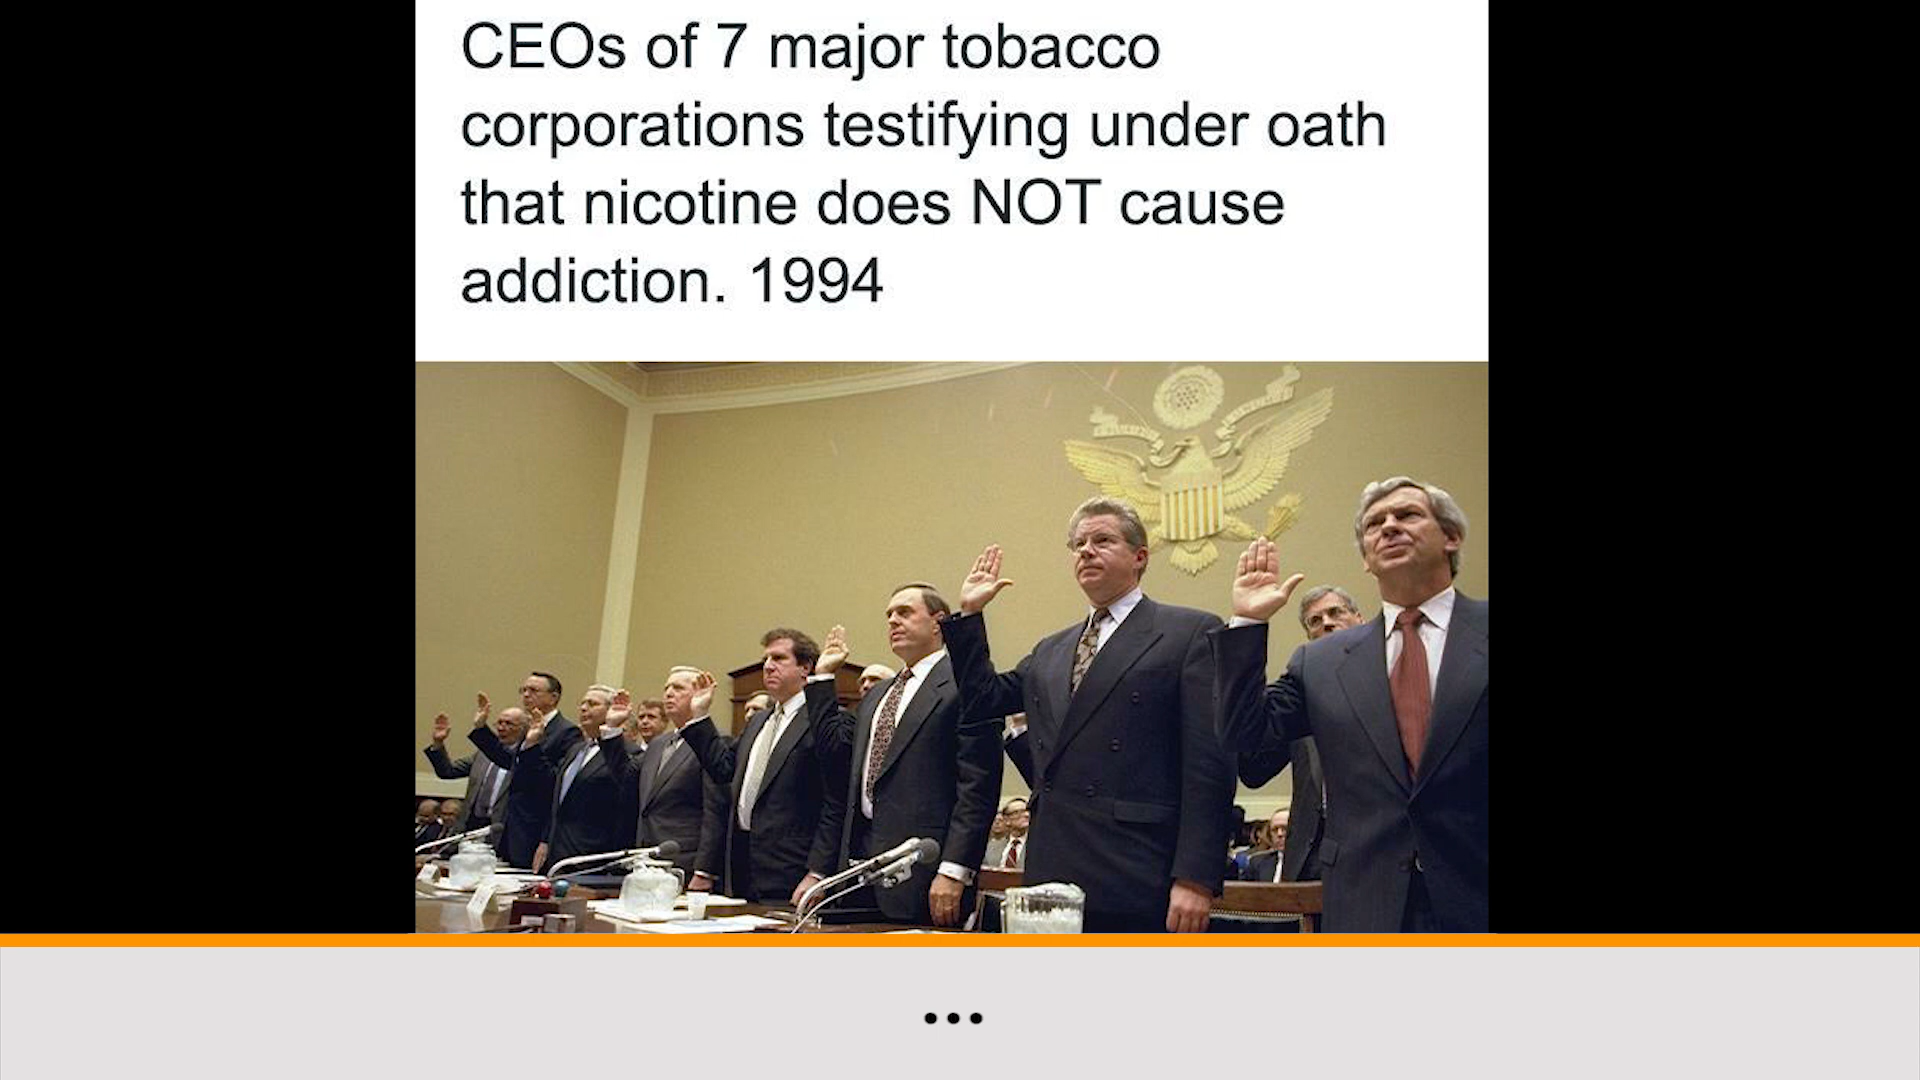 CEOs of 7 major tobacco
corporations testifying under oath
that nicotine does NOT cause
addiction. 1994
...